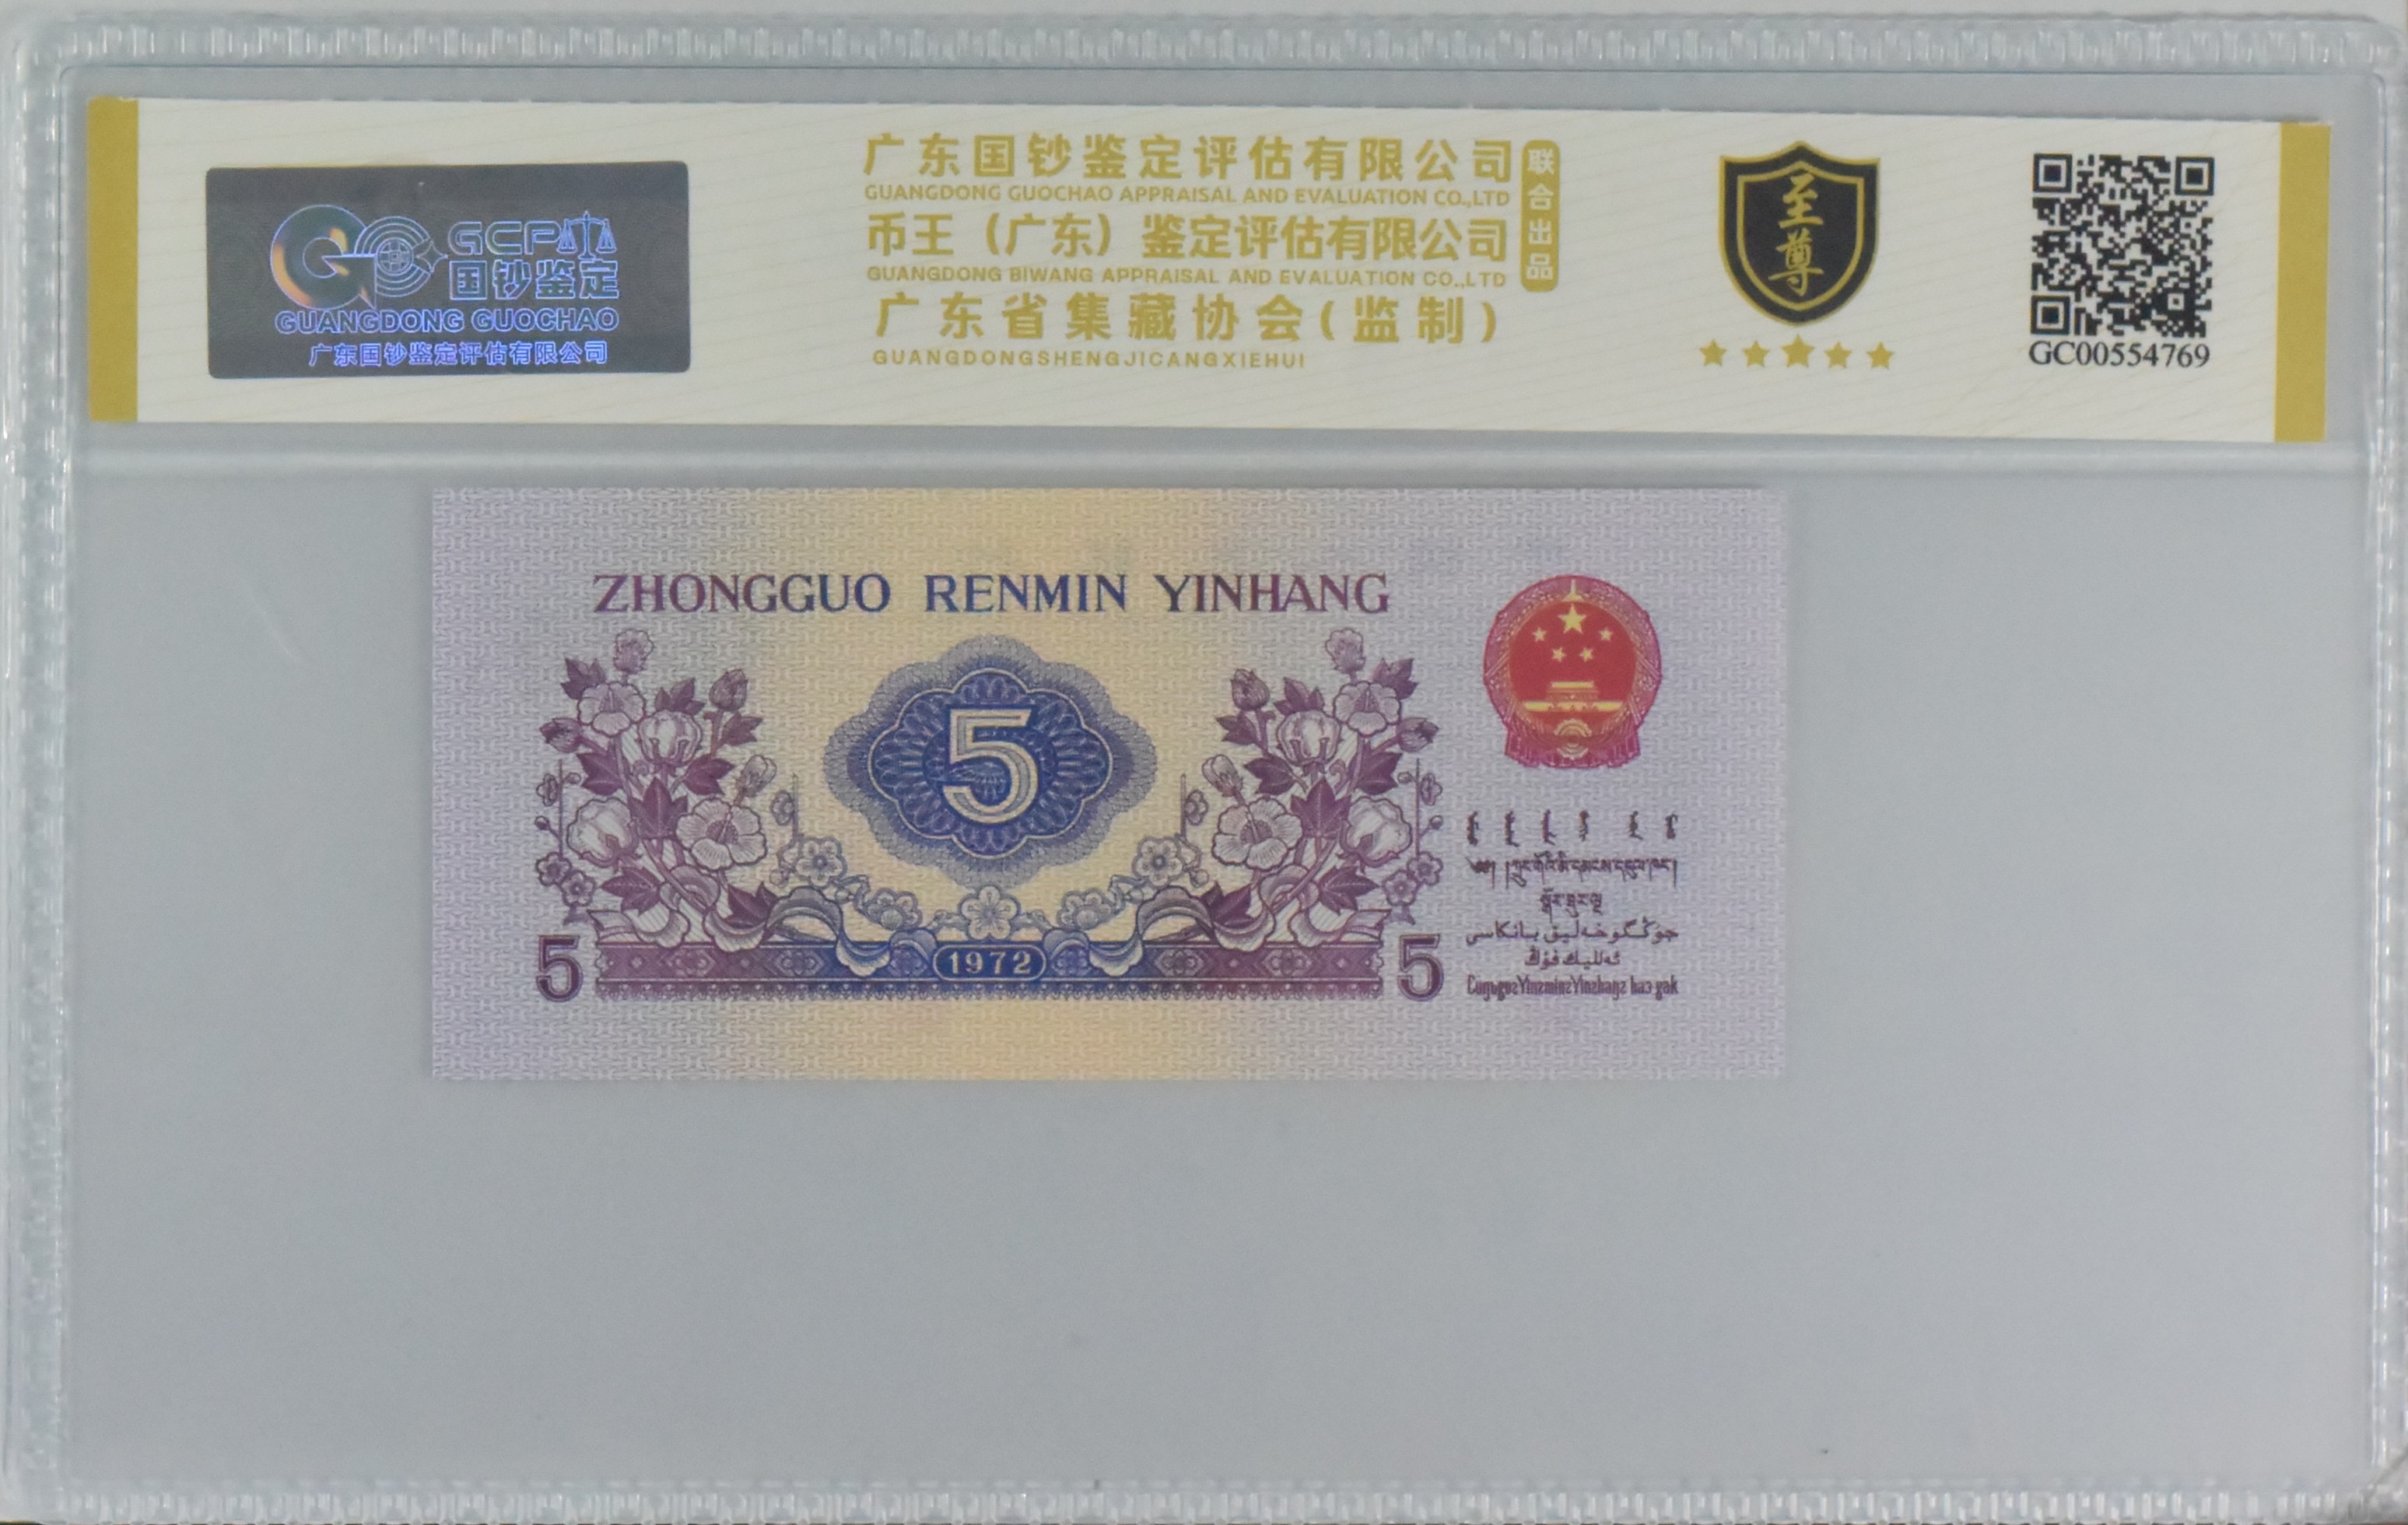 GCP
国钞鉴定
GUANGDONG GUOCHAO
广东国钞鉴定评估有限公司
广东国钞鉴定评估有限公司
GUANGDONG GUOCHAO APPRAISAL AND EVALUATION CO.,LTD
币王（广东）鉴定评估有限公司
GUANGDONG BIWANG APPRAISAL AND EVALUATION CO.,LTD
广东省集藏协会(监制)
GUANGDONGSHENGJICANGXIEHUI
联合出品
至尊
GC00554769
ZHONGGUO RENMIN YINHANG
5
1972
5
5
جۇڭگو خەلىق بانكاسى